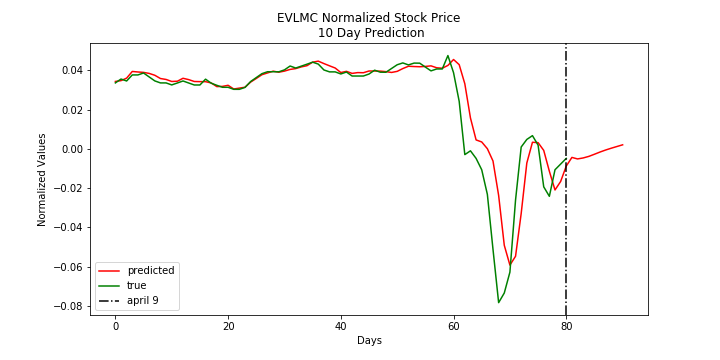 EVLMC Normalized Stock Price
10 Day Prediction
Normalized Values
0.04
0.02
0.00
−0.02
−0.04
−0.06
−0.08
predicted
true
april 9
0 20 40 60 80
Days